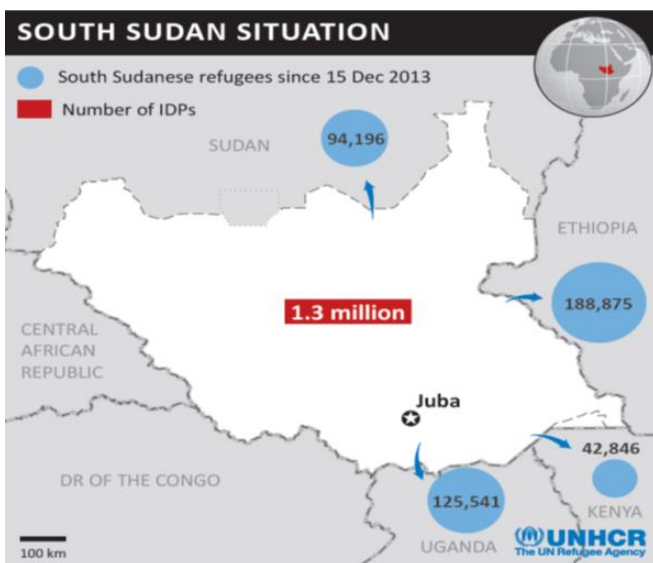 SOUTH SUDAN SITUATION
South Sudanese refugees since 15 Dec 2013
Number of IDPs
SUDAN
94,196
ETHIOPIA
188,875
1.3 million
CENTRAL
AFRICAN
REPUBLIC
Juba
42,846
DR OF THE CONGO
125,541
KENYA
UGANDA
UNHCR
The UN Refugee Agency
100 km